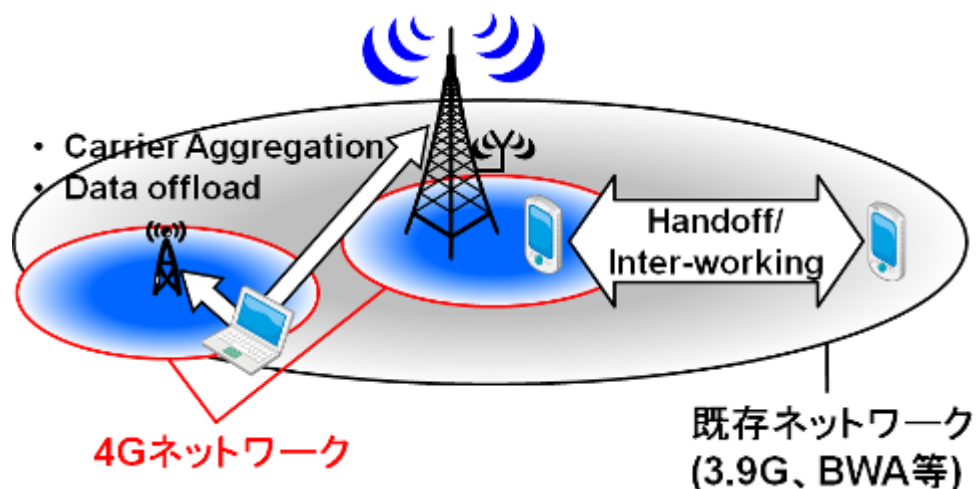 ・ Carrier Aggregation
・ Data offload
Handoff/
Inter-working
4Gネットワーク
既存ネットワーク
(3.9G、BWA等)